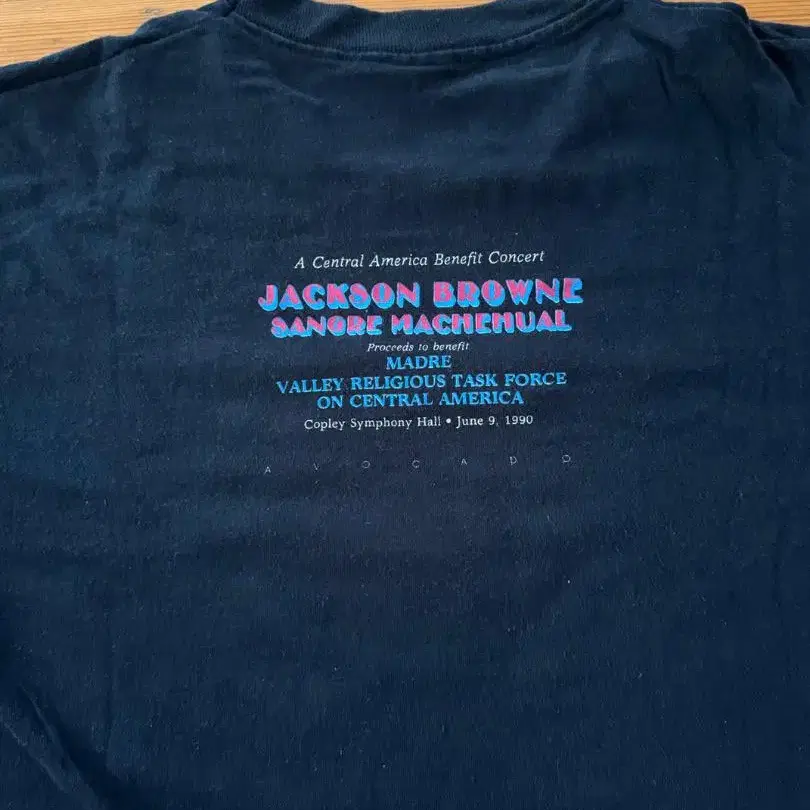 A Central America Benefit Concert
JACKSON BROWNE
SANGRE MACHEHUAL
Proceeds to benefit
MADRE
VALLEY RELIGIOUS TASK FORCE
ON CENTRAL AMERICA
Copley Symphony Hall • June 9, 1990
AVOCADO